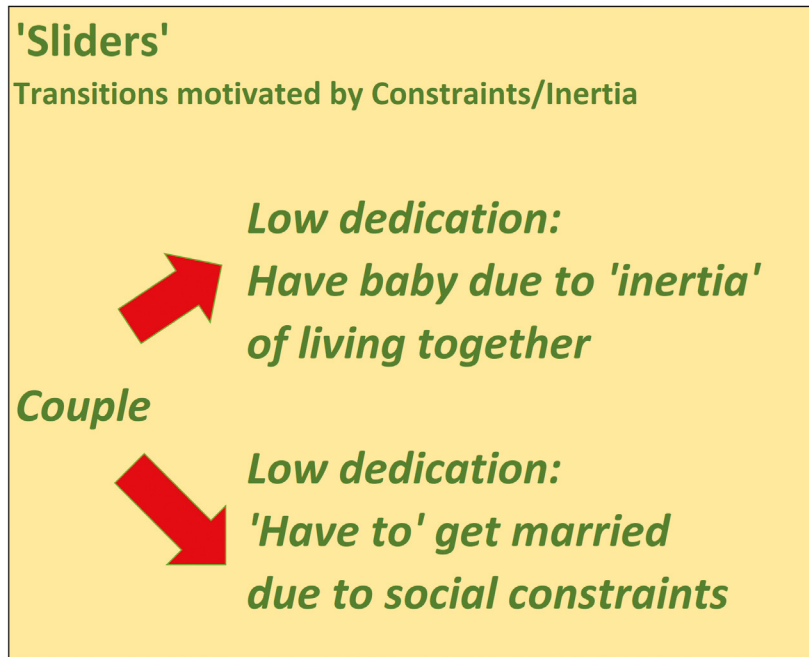 'Sliders'
Transitions motivated by Constraints/Inertia
Low dedication:
Have baby due to 'inertia'
of living together
Couple
Low dedication:
'Have to' get married
due to social constraints